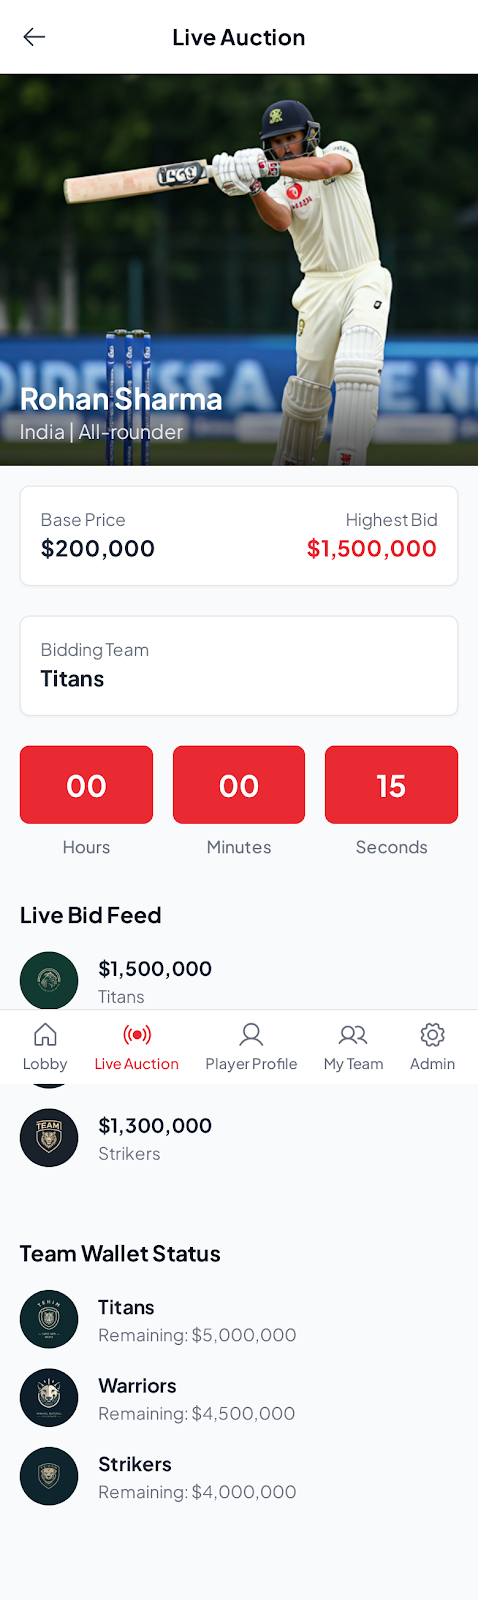 Live Auction
Rohan Sharma
India | All-rounder
Base Price
$200,000
Highest Bid
$1,500,000
Bidding Team
Titans
00
00
15
Hours
Minutes
Seconds
Live Bid Feed
$1,500,000
Titans
Lobby
Live Auction
Player Profile
My Team
Admin
TEAM
$1,300,000
Strikers
Team Wallet Status
Titans
Remaining: $5,000,000
Warriors
Remaining: $4,500,000
Strikers
Remaining: $4,000,000